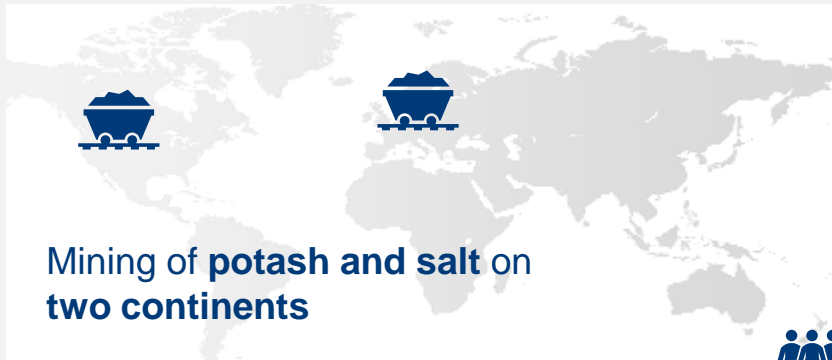 Mining of potash and salt on
two continents